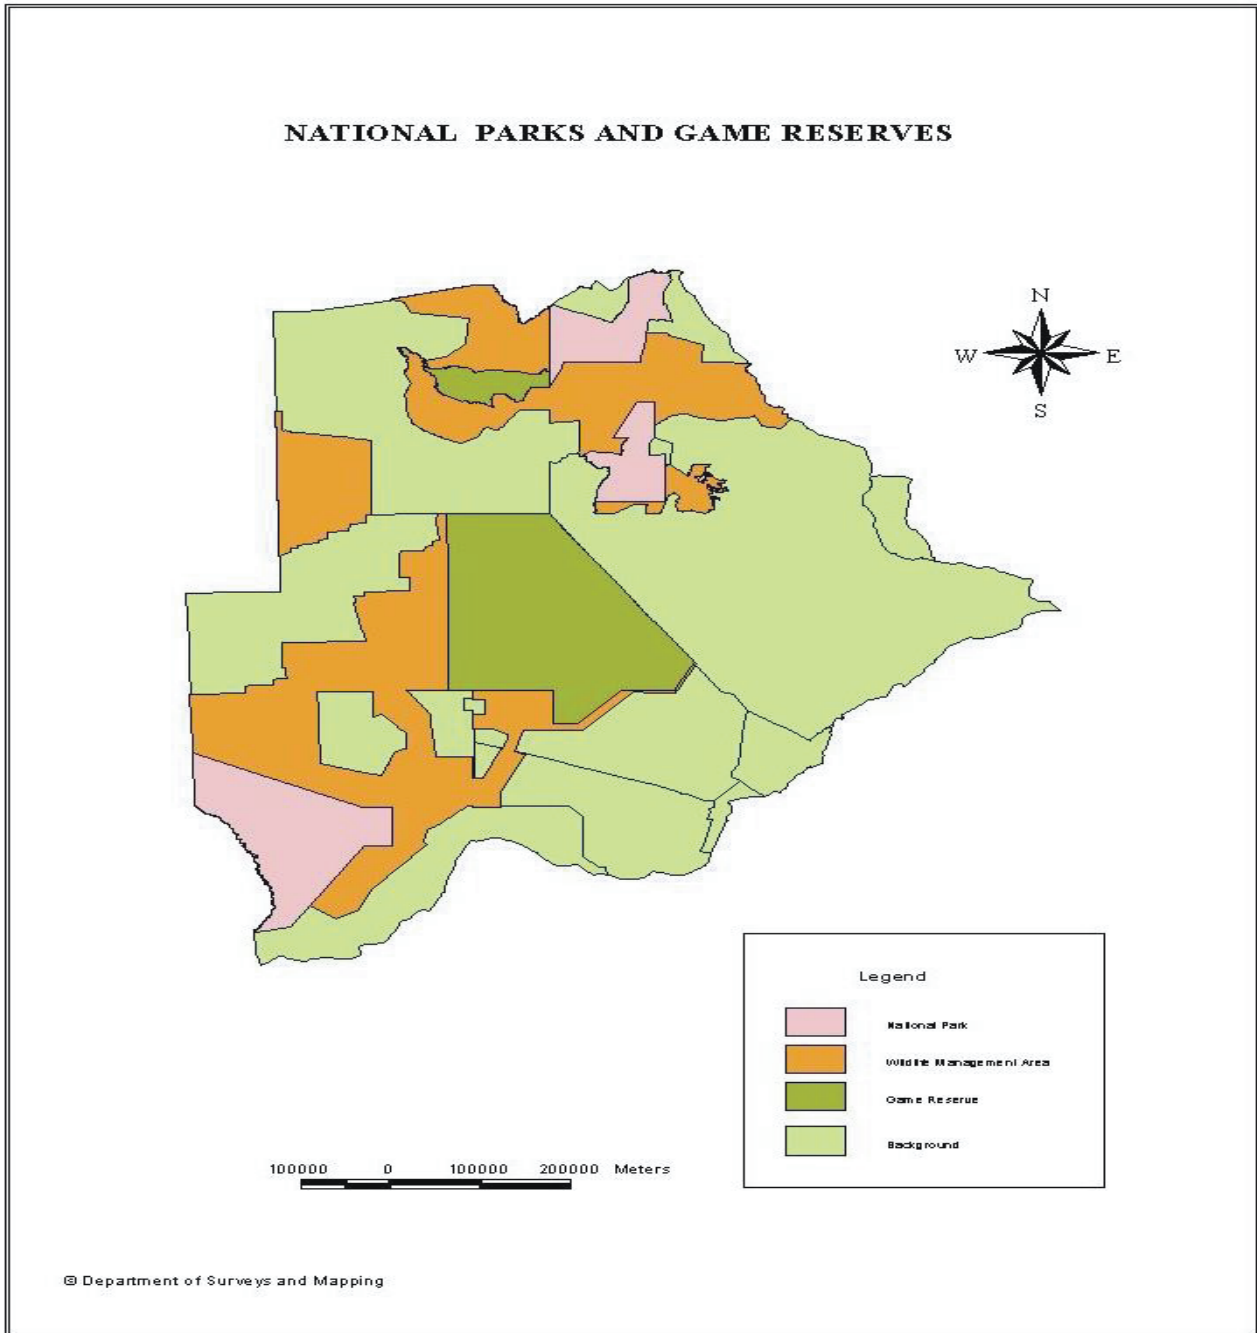 NATIONAL PARKS AND GAME RESERVES
N
W E
S
Legend
National Park
Wildlife Management Area
Game Reserve
Background
100000 0 100000 200000 Meters
© Department of Surveys and Mapping